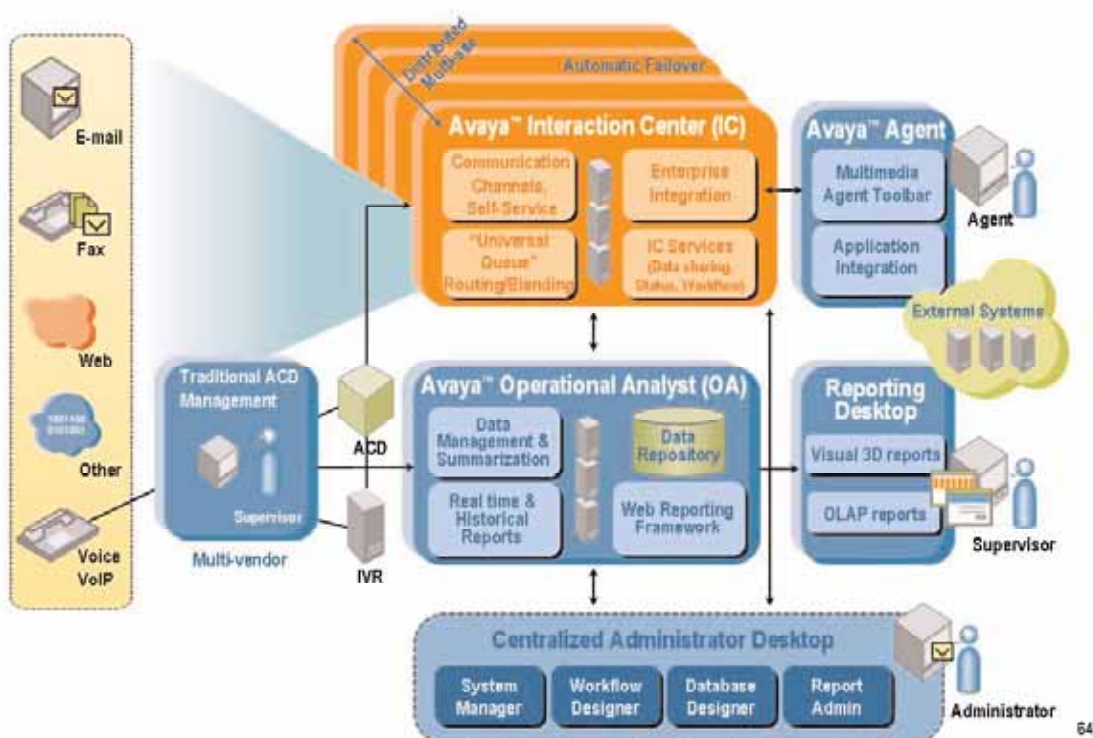 E-mail
Fax
Web
Other
Voice
VoIP
Distributed
Multi-site
Automatic Failover
Avaya™ Interaction Center (IC)
Communication
Channels,
Self-Service
Enterprise
Integration
"Universal
Queue"
Routing/Blending
IC Services
(Data sharing,
Status, Workflow)
Avaya™ Agent
Multimedia
Agent Toolbar
Application
Integration
Agent
External Systems
Traditional ACD
Management
Supervisor
Multi-vendor
ACD
IVR
Avaya™ Operational Analyst (OA)
Data
Management &
Summarization
Data
Repository
Real time &
Historical
Reports
Web Reporting
Framework
Reporting
Desktop
Visual 3D reports
OLAP reports
Supervisor
Centralized Administrator Desktop
System
Manager
Workflow
Designer
Database
Designer
Report
Admin
Administrator
64